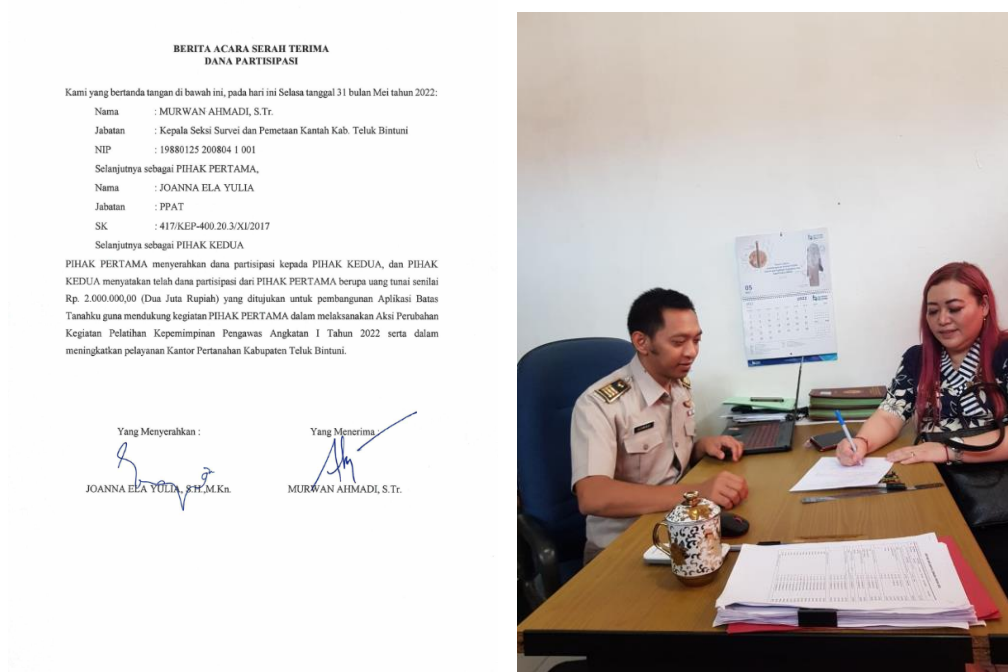 BERITA ACARA SERAH TERIMA
DANA PARTISIPASI
Kami yang bertanda tangan di bawah ini, pada hari ini Selasa tanggal 31 bulan Mei tahun 2022:
Nama : MURWAN AHMADI, S.Tr.
Jabatan : Kepala Seksi Survei dan Pemetaan Kantah Kab. Teluk Bintuni
NIP : 19880125 200804 1 001
Selanjutnya sebagai PIHAK PERTAMA,
Nama : JOANNA ELA YULIA
Jabatan : PPAT
SK : 417/KEP-400.20.3/XI/2017
Selanjutnya sebagai PIHAK KEDUA
PIHAK PERTAMA menyerahkan dana partisipasi kepada PIHAK KEDUA, dan PIHAK
KEDUA menyatakan telah dana partisipasi dari PIHAK PERTAMA berupa uang tunai senilai
Rp. 2.000.000,00 (Dua Juta Rupiah) yang ditujukan untuk pembangunan Aplikasi Batas
Tanahku guna mendukung kegiatan PIHAK PERTAMA dalam melaksanakan Aksi Perubahan
Kegiatan Pelatihan Kepemimpinan Pengawas Angkatan I Tahun 2022 serta dalam
meningkatkan pelayanan Kantor Pertanahan Kabupaten Teluk Bintuni.
Yang Menyerahkan : Yang Menerima :
JOANNA ELA YULIA, S.H.,M.Kn. MURWAN AHMADI, S.Tr.
05
2022